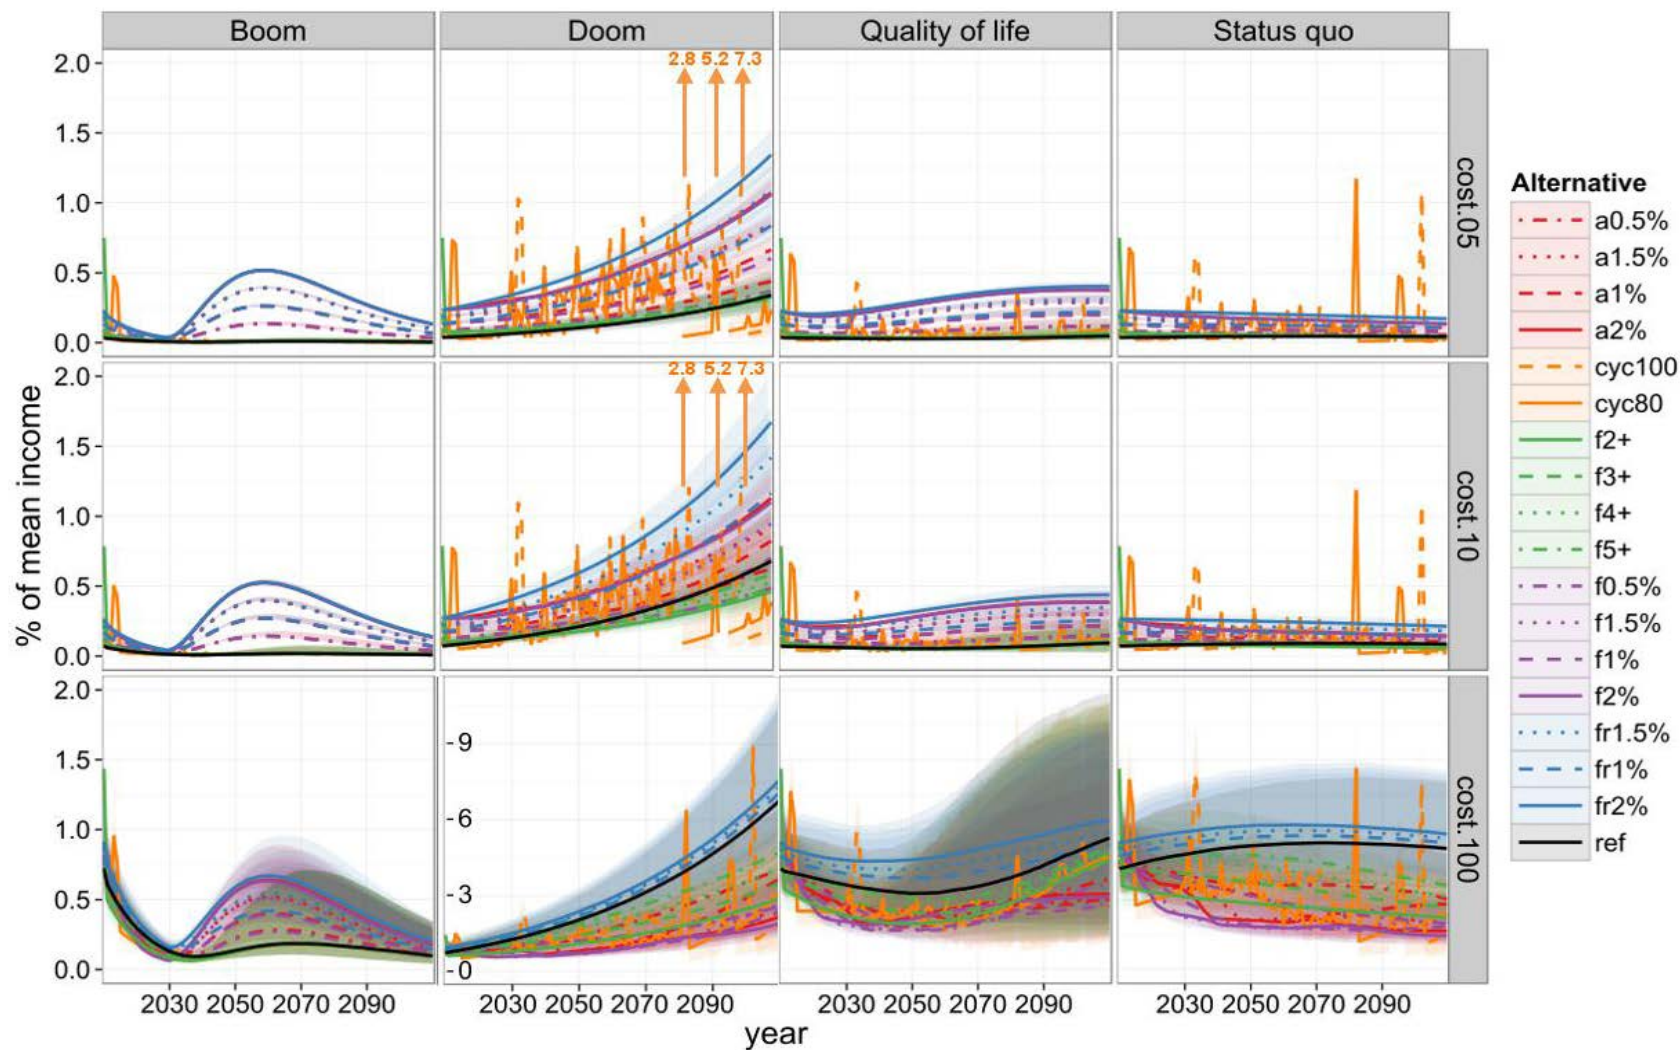 Boom Doom Quality of life Status quo
2.8 5.2 7.3
2.0
1.5
1.0
0.5
0.0
cost.05
2.8 5.2 7.3
2.0
1.5
1.0
0.5
0.0
cost.10
2.0
1.5
1.0
0.5
0.0
-9
-6
-3
-0
cost.100
% of mean income
2030 2050 2070 2090 2030 2050 2070 2090 2030 2050 2070 2090 2030 2050 2070 2090
year
Alternative
a0.5%
a1.5%
a1%
a2%
cyc100
cyc80
f2+
f3+
f4+
f5+
f0.5%
f1.5%
f1%
f2%
fr1.5%
fr1%
fr2%
ref